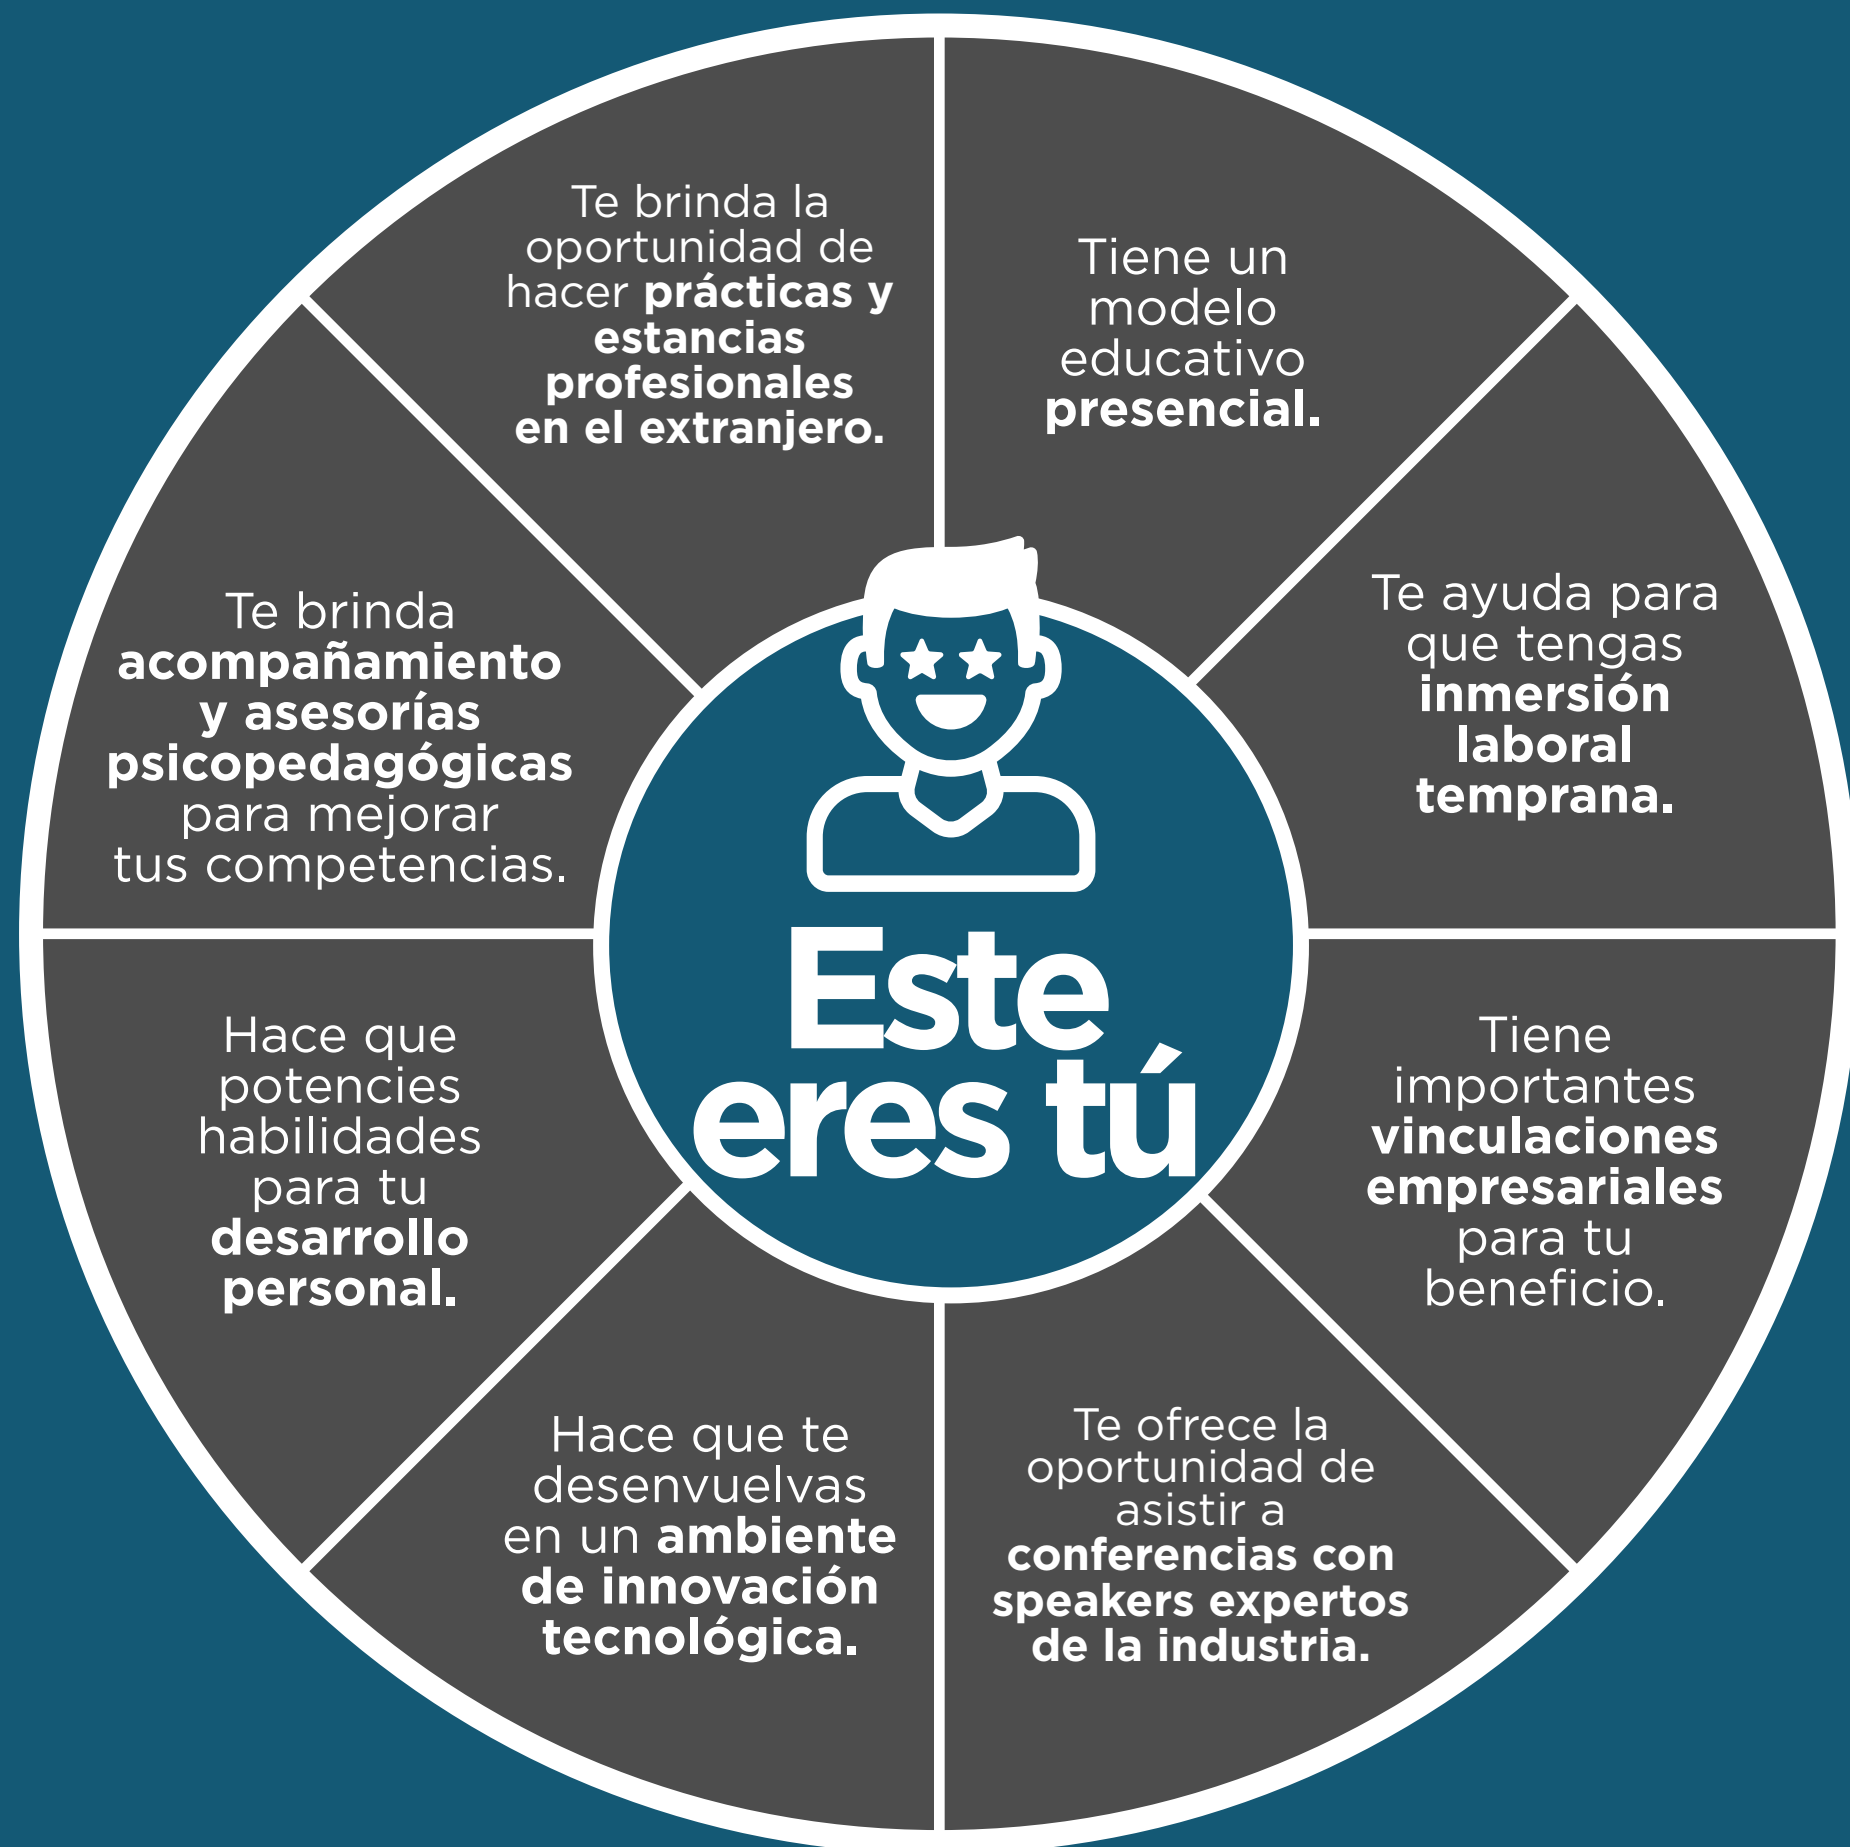 Te brinda la
oportunidad de
hacer prácticas y
estancias
profesionales
en el extranjero.
Tiene un
modelo
educativo
presencial.
Te ayuda para
que tengas
inmersión
laboral
temprana.
Tiene
importantes
vinculaciones
empresariales
para tu
beneficio.
Te ofrece la
oportunidad de
asistir a
conferencias con
speakers expertos
de la industria.
Hace que te
desenvuelvas
en un ambiente
de innovación
tecnológica.
Hace que
potencies
habilidades
para tu
desarrollo
personal.
Te brinda
acompañamiento
y asesorías
psicopedagógicas
para mejorar
tus competencias.
Este
eres tú